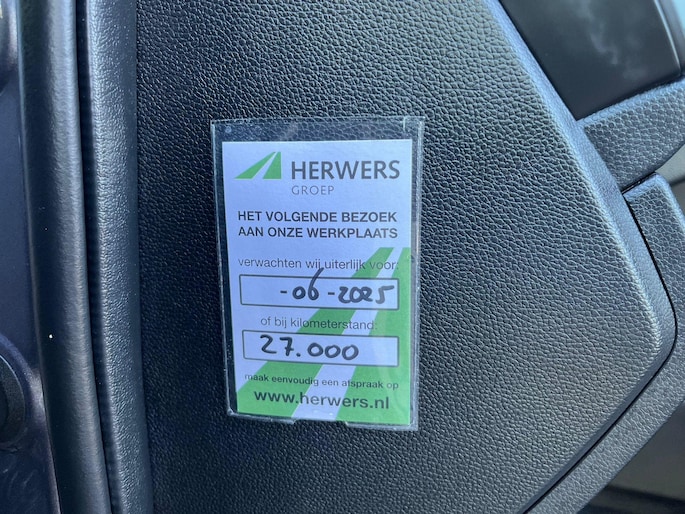 HERWERS
GROEP
HET VOLGENDE BEZOEK
AAN ONZE WERKPLAATS
verwachten wij uiterlijk voor:
-06-2025
of bij kilometerstand:
27.000
maak eenvoudig een afspraak op
www.herwers.nl